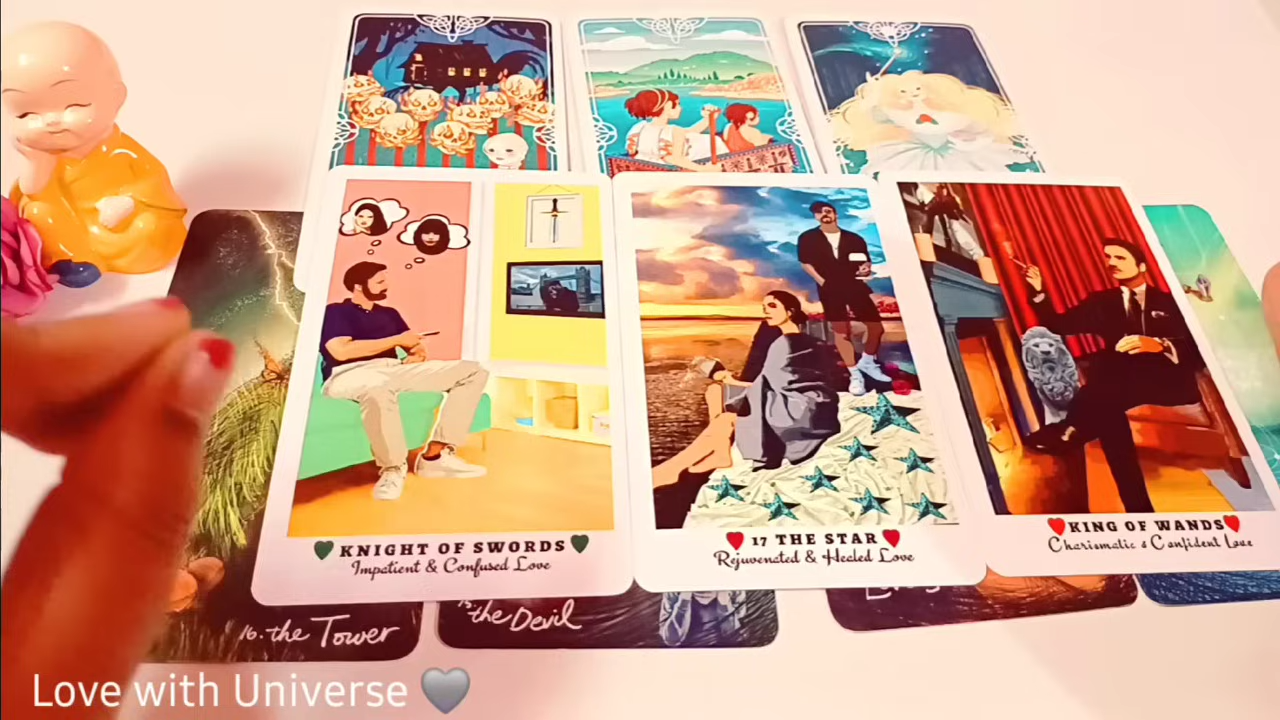 KNIGHT OF SWORDS
Impatient & Confused Love
17 THE STAR
Rejuvenated & Healed Love
KING OF WANDS
Charismatic & Confident Love
16. the Tower
15. the Devil
Love with Universe 🩶